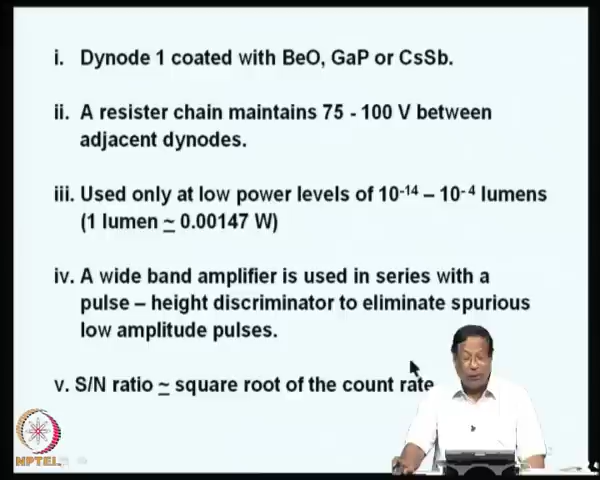 i. Dynode 1 coated with BeO, GaP or CsSb.
ii. A resister chain maintains 75 - 100 V between
adjacent dynodes.
iii. Used only at low power levels of 10⁻¹⁴ – 10⁻⁴ lumens
(1 lumen ~ 0.00147 W)
iv. A wide band amplifier is used in series with a
pulse – height discriminator to eliminate spurious
low amplitude pulses.
v. S/N ratio ~ square root of the count rate
NPTEL